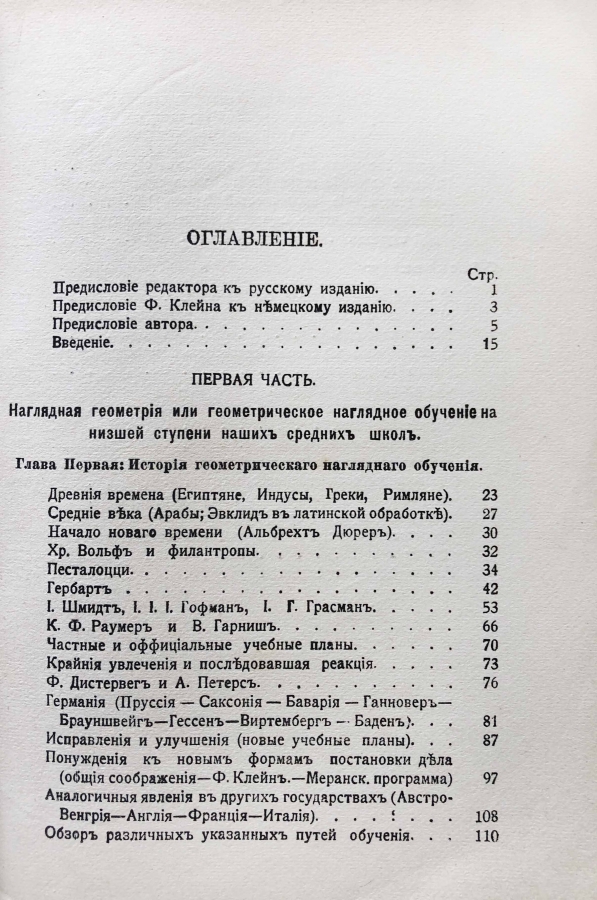 ОГЛАВЛЕНІЕ.
Стр.
Предисловіе редактора къ русскому изданію. . . . . 1
Предисловіе Ф. Клейна къ нѣмецкому изданію. . . . 3
Предисловіе автора. . . . . . . . . . . . . . . 5
Введеніе. . . . . . . . . . . . . . . . . . . 15
ПЕРВАЯ ЧАСТЬ.
Наглядная геометрія или геометрическое наглядное обученіе на
низшей ступени нашихъ среднихъ школъ.
Глава Первая: Исторія геометрическаго нагляднаго обученія.
Древнія времена (Египтяне, Индусы, Греки, Римляне). 23
Средніе вѣка (Арабы; Эвклидъ въ латинской обработкѣ). 27
Начало новаго времени (Альбрехтъ Дюреръ). . . . 30
Хр. Вольфъ и филантропы. . . . . . . . . . . 32
Песталоцци. . . . . . . . . . . . . . . . . 34
Гербартъ . . . . . . . . . . . . . . . . . 42
І. Шмидтъ, І. І. І. Гофманъ, І. Г. Грасманъ. . . . . 53
К. Ф. Раумеръ и В. Гарнишъ. . . . . . . . . . 66
Частные и оффиціальные учебные планы. . . . . . 70
Крайнія увлеченія и послѣдовавшая реакція. . . . . 73
Ф. Дистервегъ и А. Петерсъ. . . . . . . . . . 76
Германія (Пруссія — Саксонія — Баварія — Ганноверъ—
Брауншвейгъ—Гессенъ—Виртембергъ — Баденъ). . . 81
Исправленія и улучшенія (новые учебные планы). . . 87
Понужденія къ новымъ формамъ постановки дѣла
(общія соображенія—Ф. Клейнъ.—Меранск. программа) 97
Аналогичныя явленія въ другихъ государствахъ (Австро-
Венгрія—Англія—Франція—Италія). . . . . . . . 108
Обзоръ различныхъ указанныхъ путей обученія. . . 110